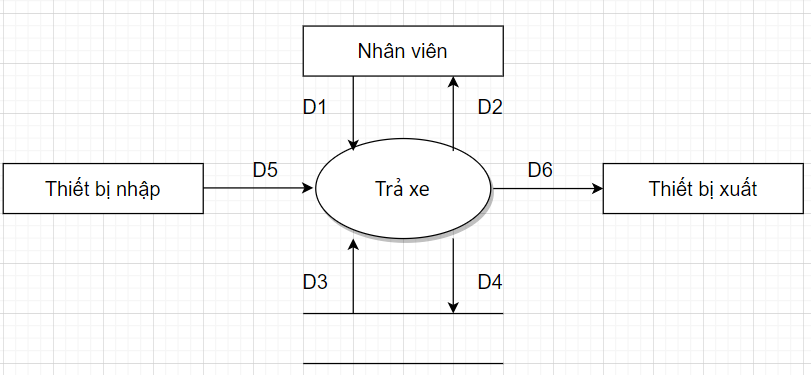 Nhân viên
D1
D2
Thiết bị nhập
D5
Trả xe
D6
Thiết bị xuất
D3
D4